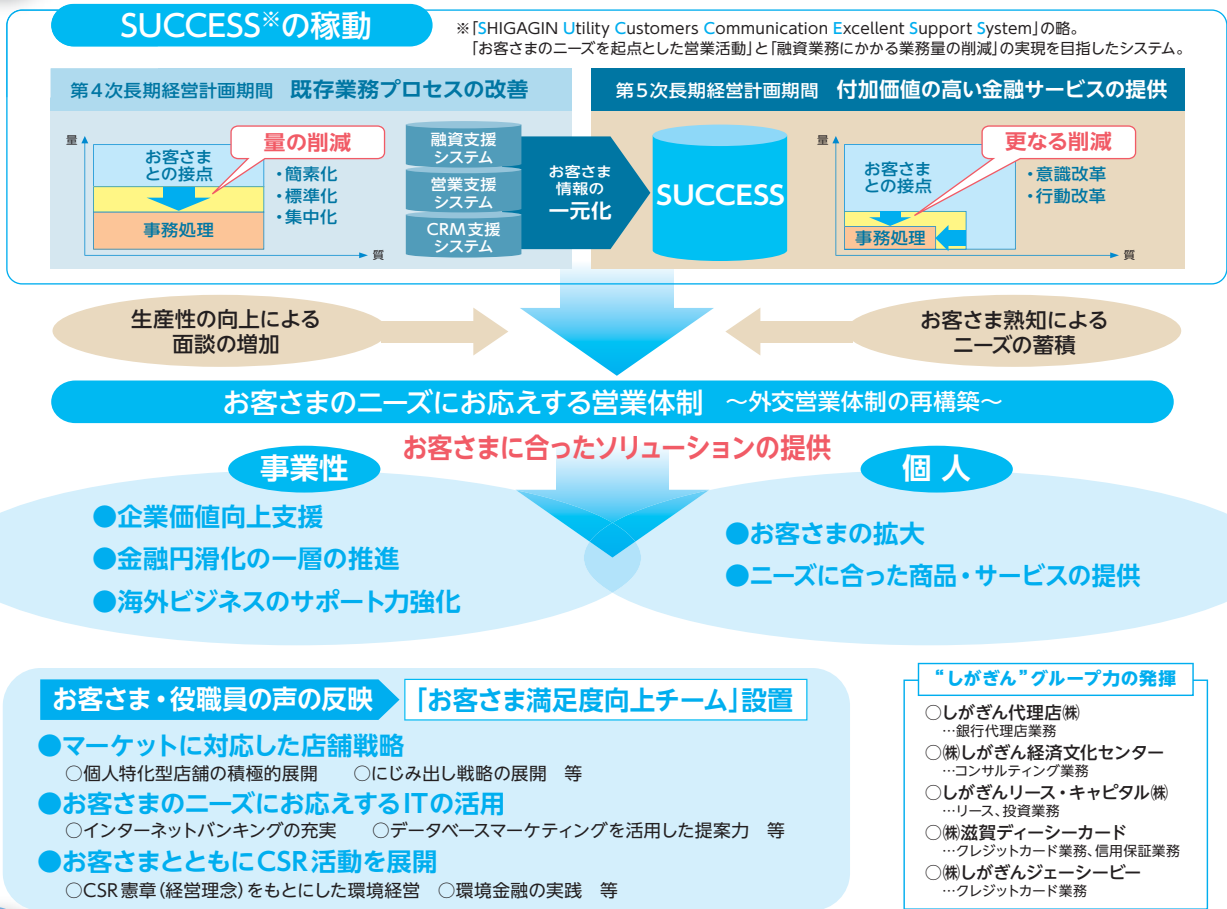 SUCCESS※の稼動
※「SHIGAGIN Utility Customers Communication Excellent Support System」の略。
「お客さまのニーズを起点とした営業活動」と「融資業務にかかる業務量の削減」の実現を目指したシステム。
第4次長期経営計画期間 既存業務プロセスの改善
量
量の削減
お客さま
との接点
・簡素化
・標準化
・集中化
事務処理
質
融資支援
システム
営業支援
システム
CRM支援
システム
お客さま
情報の
一元化
第5次長期経営計画期間 付加価値の高い金融サービスの提供
SUCCESS
量
更なる削減
お客さま
との接点
・意識改革
・行動改革
事務処理
質
生産性の向上による
面談の増加
お客さま熟知による
ニーズの蓄積
お客さまのニーズにお応えする営業体制 ～外交営業体制の再構築～
お客さまに合ったソリューションの提供
事業性
●企業価値向上支援
●金融円滑化の一層の推進
●海外ビジネスのサポート力強化
個人
●お客さまの拡大
●ニーズに合った商品・サービスの提供
お客さま・役職員の声の反映 「お客さま満足度向上チーム」設置
●マーケットに対応した店舗戦略
○個人特化型店舗の積極的展開 ○にじみ出し戦略の展開 等
●お客さまのニーズにお応えするITの活用
○インターネットバンキングの充実 ○データベースマーケティングを活用した提案力 等
●お客さまとともにCSR活動を展開
○CSR憲章（経営理念）をもとにした環境経営 ○環境金融の実践 等
“しがぎん”グループ力の発揮
○しがぎん代理店㈱
…銀行代理店業務
○㈱しがぎん経済文化センター
…コンサルティング業務
○しがぎんリース・キャピタル㈱
…リース、投資業務
○㈱滋賀ディーシーカード
…クレジットカード業務、信用保証業務
○㈱しがぎんジェーシービー
…クレジットカード業務